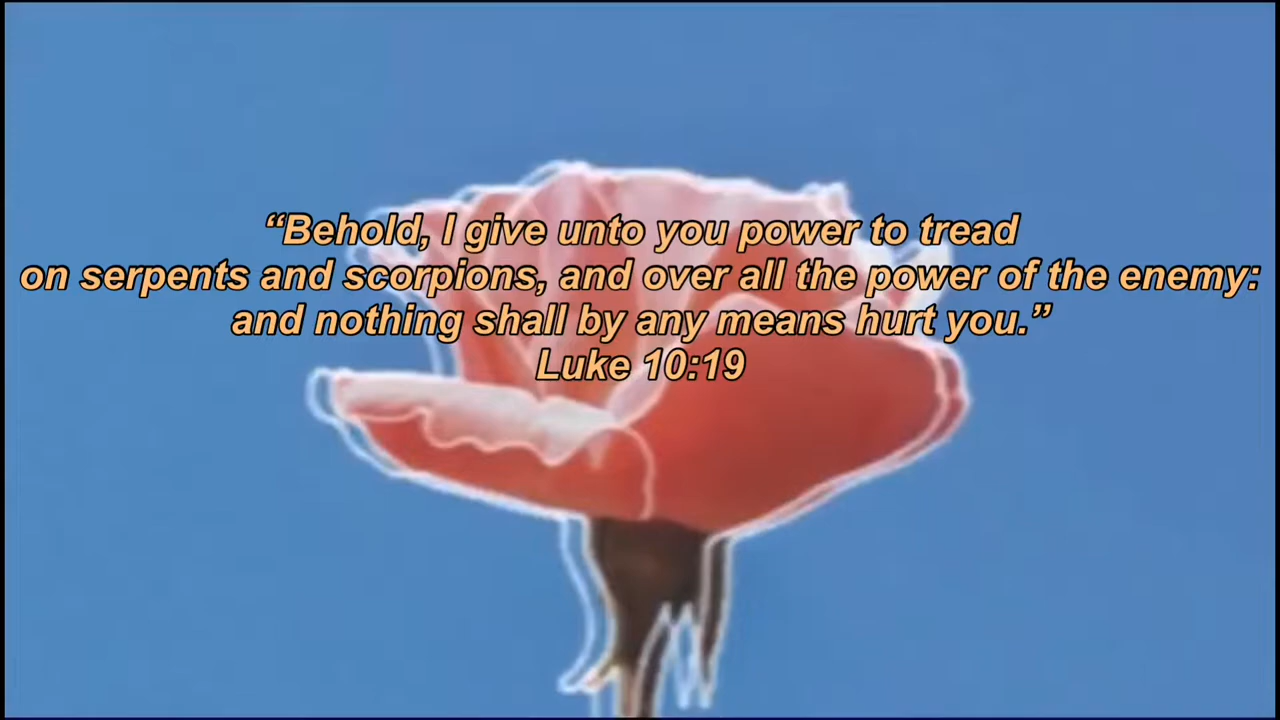 “Behold, I give unto you power to tread
on serpents and scorpions, and over all the power of the enemy:
and nothing shall by any means hurt you.”
Luke 10:19